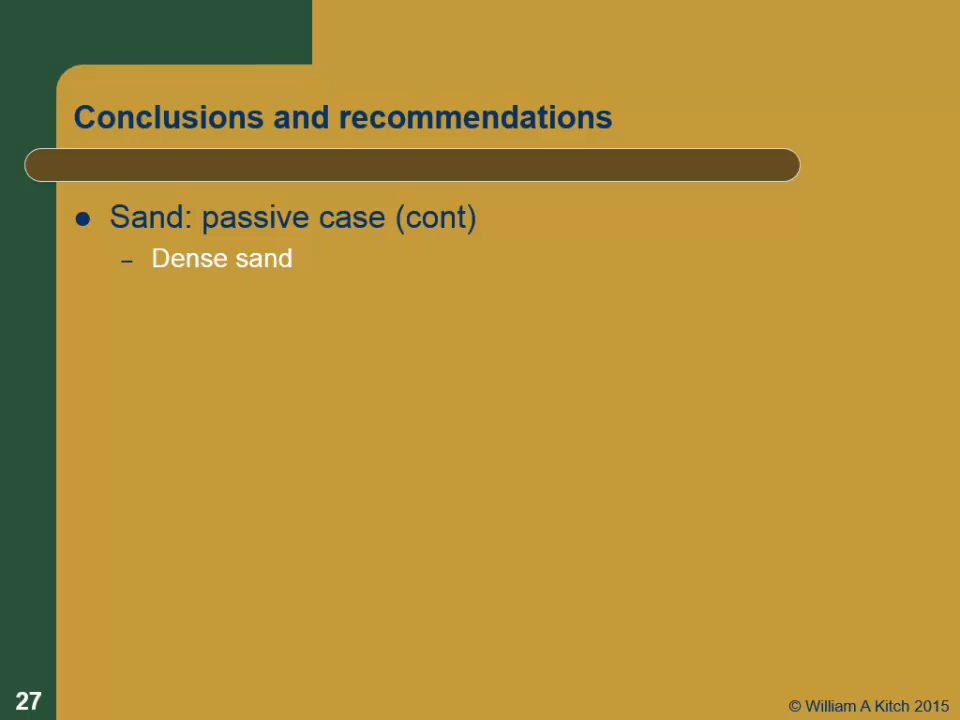 Conclusions and recommendations
● Sand: passive case (cont)
– Dense sand
27
© William A Kitch 2015